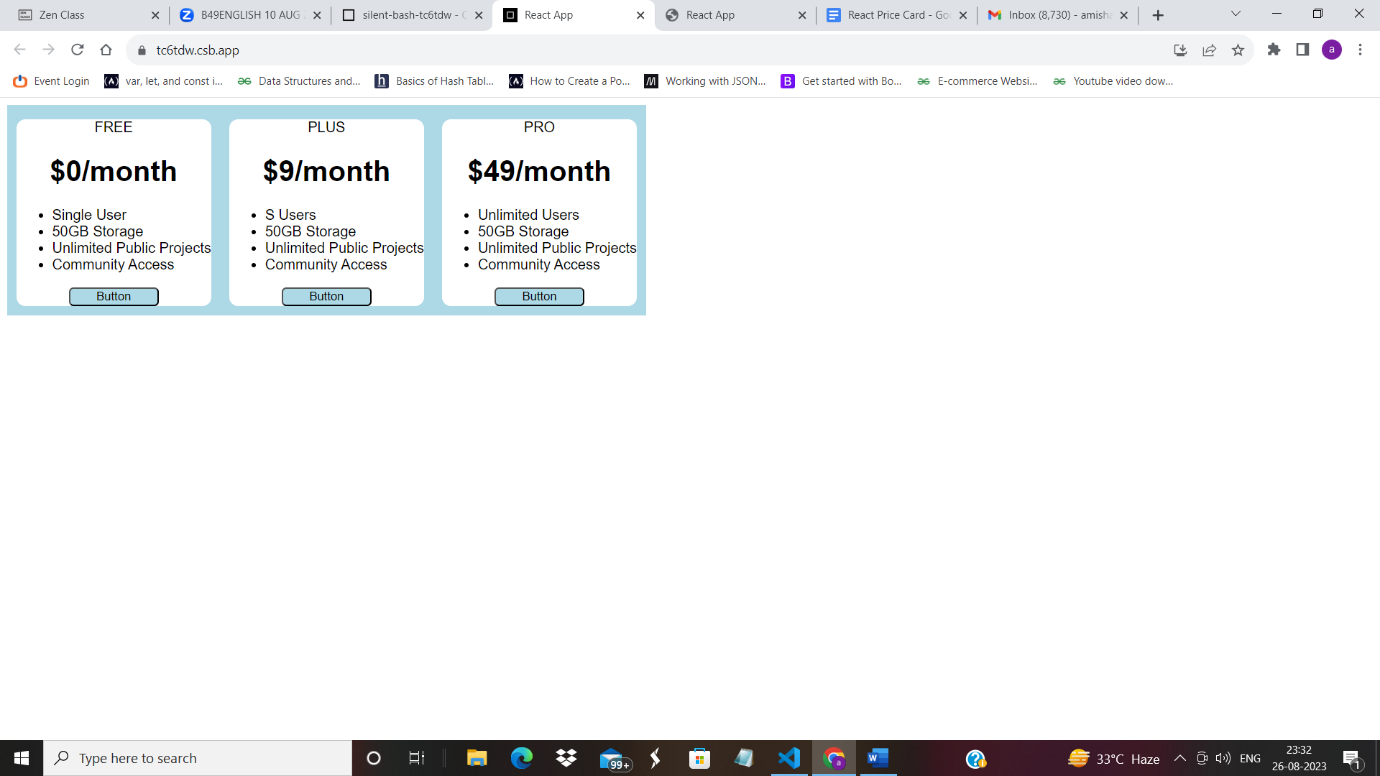 Zen Class
B49ENGLISH 10 AUG
silent-bash-tc6tdw -
React App
React App
React Price Card - Go
Inbox (8,730) - amisha
tc6tdw.csb.app
a
Event Login
var, let, and const i...
Data Structures and...
Basics of Hash Tabl...
How to Create a Po...
Working with JSON...
Get started with Bo...
E-commerce Websi...
Youtube video dow...
FREE
$0/month
Single User
50GB Storage
Unlimited Public Projects
Community Access
Button
PLUS
$9/month
S Users
50GB Storage
Unlimited Public Projects
Community Access
Button
PRO
$49/month
Unlimited Users
50GB Storage
Unlimited Public Projects
Community Access
Button
Type here to search
99+
33°C Haze
ENG
23:32
26-08-2023
1